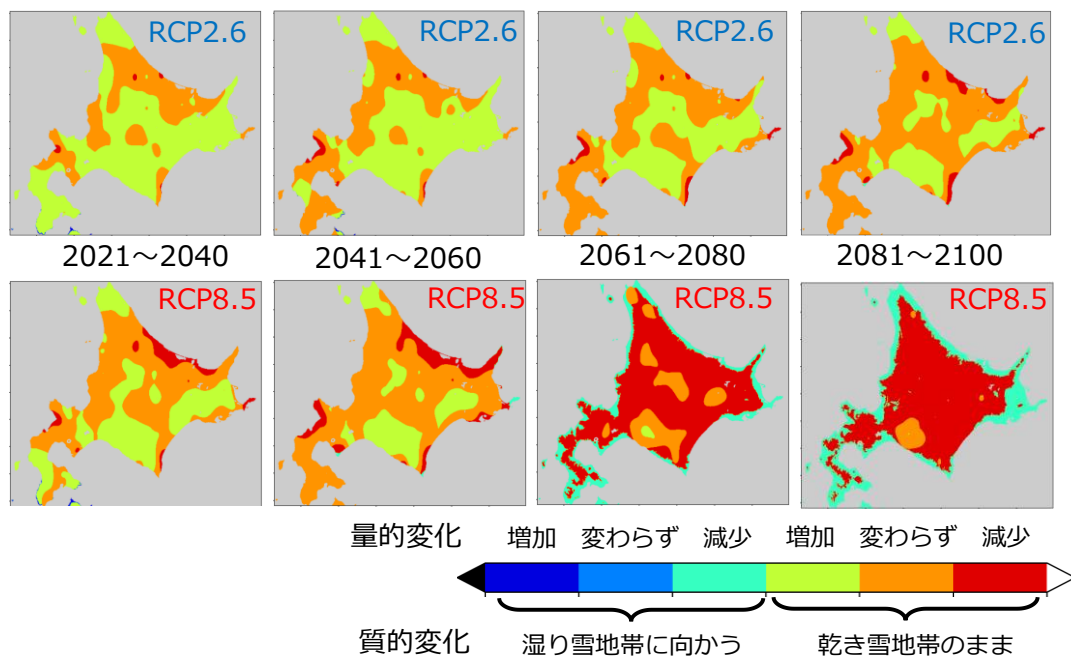 RCP2.6 RCP2.6 RCP2.6 RCP2.6
2021～2040 2041～2060 2061～2080 2081～2100
RCP8.5 RCP8.5 RCP8.5 RCP8.5
量的変化 増加 変わらず 減少 増加 変わらず 減少
質的変化 湿り雪地帯に向かう 乾き雪地帯のまま